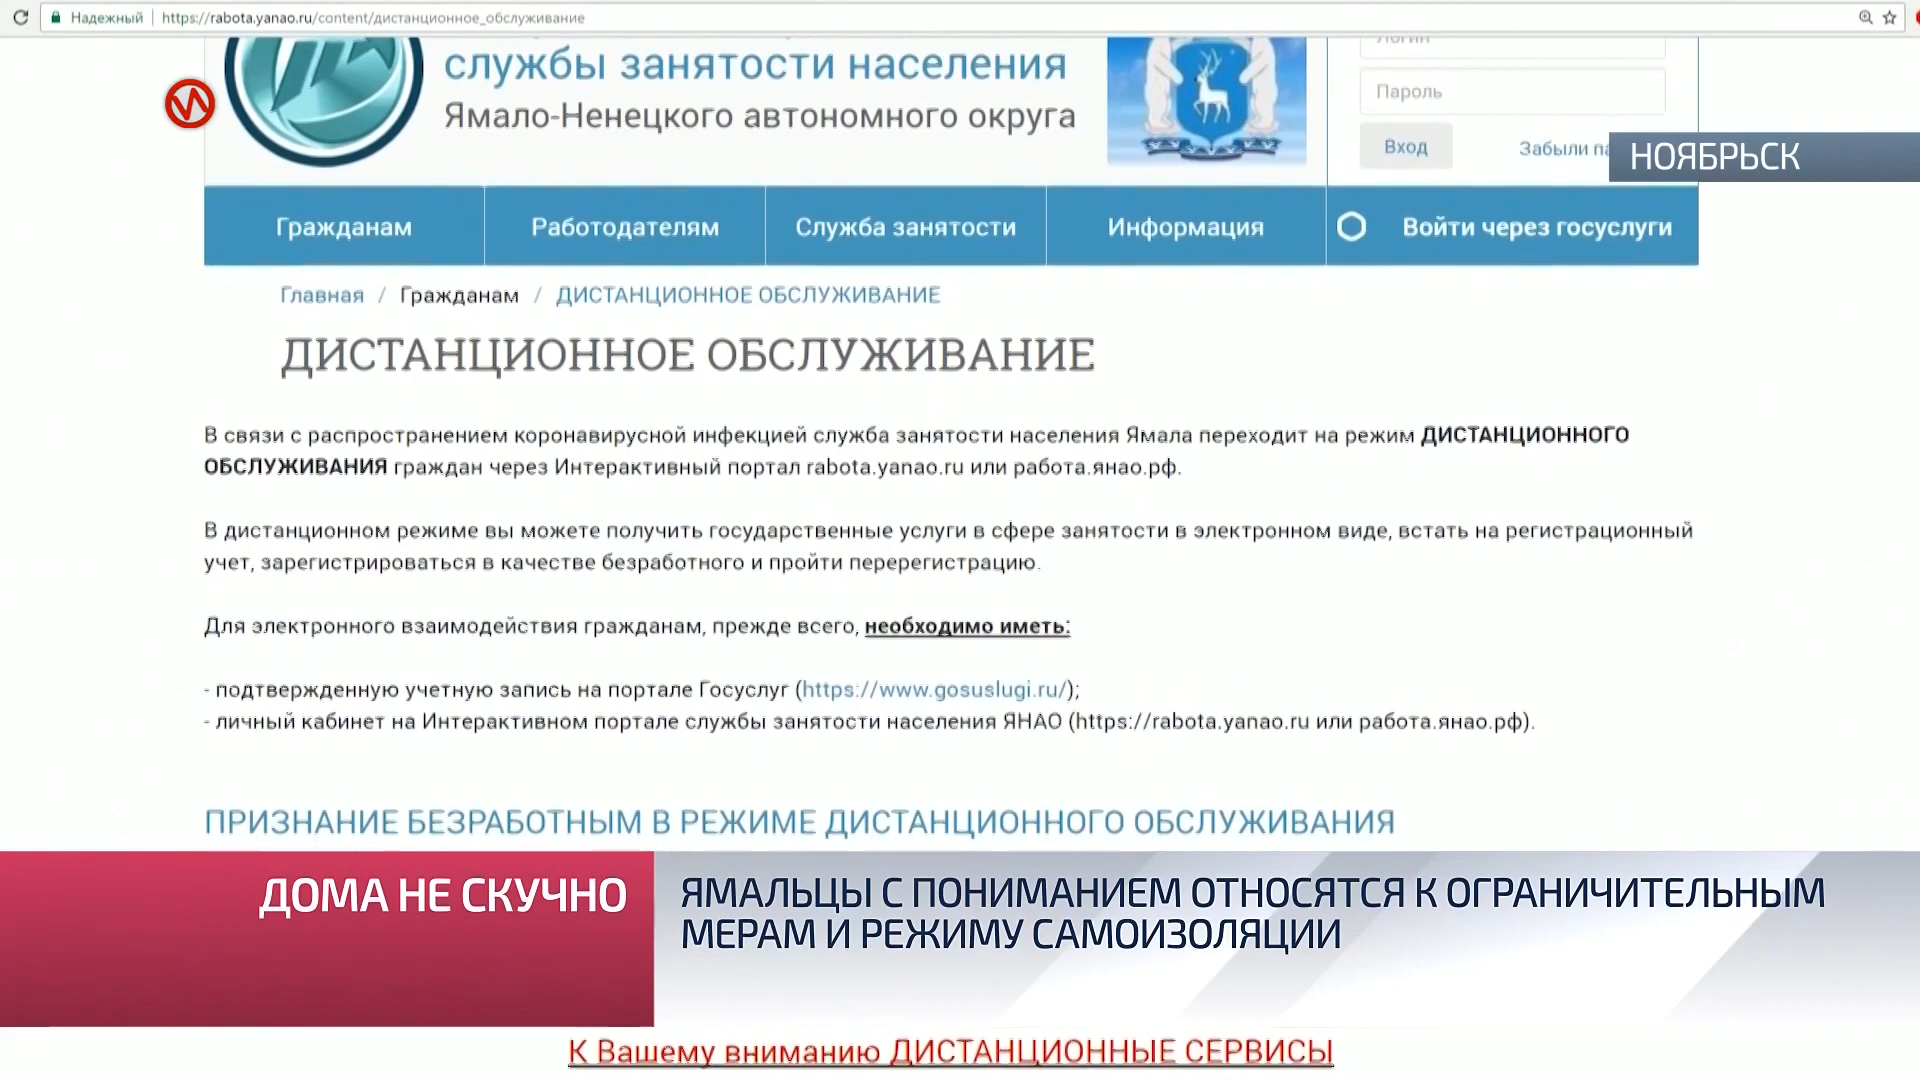 Надежный https://rabota.yanao.ru/content/дистанционное_обслуживание
службы занятости населения
Ямало-Ненецкого автономного округа
Логин
Пароль
Вход
Забыли
НОЯБРЬСК
Гражданам Работодателям Служба занятости Информация Войти через госуслуги
Главная / Гражданам / ДИСТАНЦИОННОЕ ОБСЛУЖИВАНИЕ
ДИСТАНЦИОННОЕ ОБСЛУЖИВАНИЕ
В связи с распространением коронавирусной инфекцией служба занятости населения Ямала переходит на режим ДИСТАНЦИОННОГО
ОБСЛУЖИВАНИЯ граждан через Интерактивный портал rabota.yanao.ru или работа.янао.рф.
В дистанционном режиме вы можете получить государственные услуги в сфере занятости в электронном виде, встать на регистрационный
учет, зарегистрироваться в качестве безработного и пройти перерегистрацию.
Для электронного взаимодействия гражданам, прежде всего, необходимо иметь:
- подтвержденную учетную запись на портале Госуслуг (https://www.gosuslugi.ru/);
- личный кабинет на Интерактивном портале службы занятости населения ЯНАО (https://rabota.yanao.ru или работа.янао.рф).
ПРИЗНАНИЕ БЕЗРАБОТНЫМ В РЕЖИМЕ ДИСТАНЦИОННОГО ОБСЛУЖИВАНИЯ
ДОМА НЕ СКУЧНО
ЯМАЛЬЦЫ С ПОНИМАНИЕМ ОТНОСЯТСЯ К ОГРАНИЧИТЕЛЬНЫМ
МЕРАМ И РЕЖИМУ САМОИЗОЛЯЦИИ
К Вашему вниманию ДИСТАНЦИОННЫЕ СЕРВИСЫ